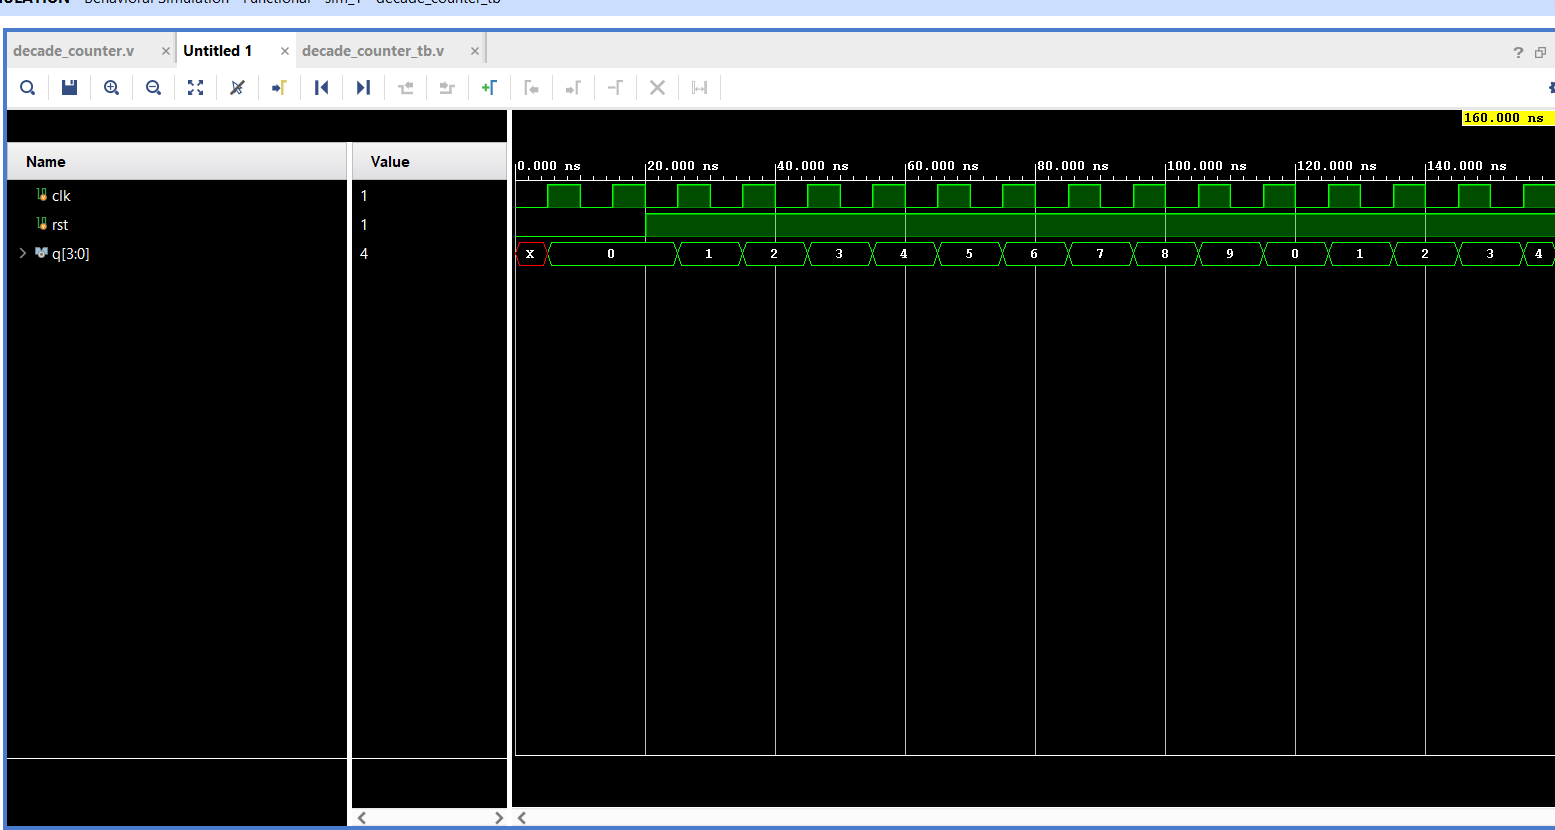 Behavioral Simulation - Functional - sim_1 - decade_counter_tb
decade_counter.v × Untitled 1 × decade_counter_tb.v × ?
160.000 ns
Name Value
0.000 ns 20.000 ns 40.000 ns 60.000 ns 80.000 ns 100.000 ns 120.000 ns 140.000 ns
clk 1
rst 1
q[3:0] 4 X 0 1 2 3 4 5 6 7 8 9 0 1 2 3 4